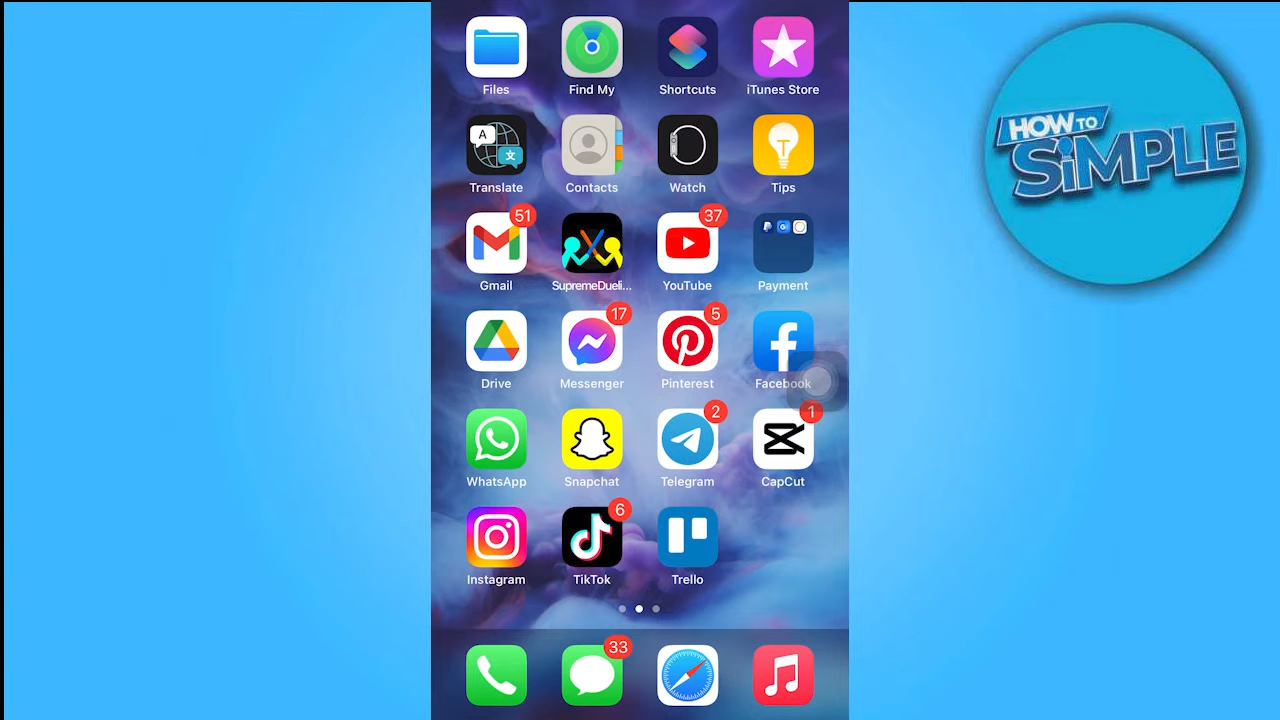 HOW TO
SiMPLE
Files Find My Shortcuts iTunes Store
A 文
T
Translate Contacts Watch Tips
51 37
Gmail SupremeDueli... YouTube Payment
17 5
Drive Messenger Pinterest Facebook
2 1
WhatsApp Snapchat Telegram CapCut
6
Instagram TikTok Trello
33